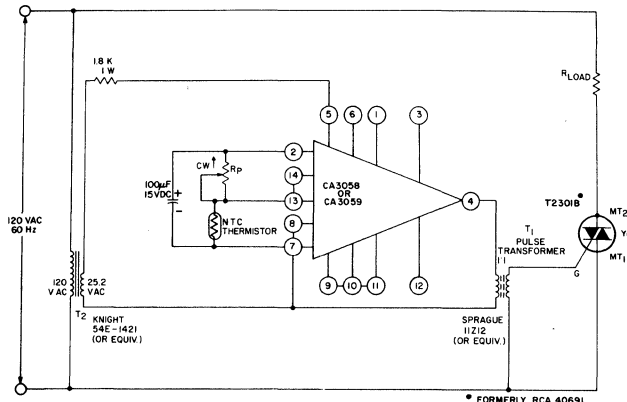 120 VAC
60 Hz
1.8 K
1 W
5
6
1
3
RLOAD
CW
RP
2
14
13
8
7
100μF
15VDC
+
-
NTC
THERMISTOR
CA3058
OR
CA3059
4
T2301B
MT2
Y
MT1
G
T1
PULSE
TRANSFORMER
1:1
120
V AC
25.2
VAC
T2
KNIGHT
54E-1421
(OR EQUIV.)
9
10
11
12
SPRAGUE
11Z12
(OR EQUIV.)
• FORMERLY RCA 40691